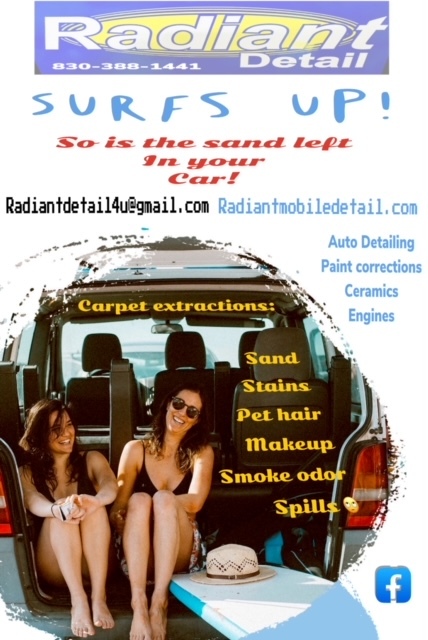 Radiant
Detail
830-388-1441
SURFS UP!
So is the sand left
In your
Car!
Radiantdetail4u@gmail.com Radiantmobiledetail.com
Auto Detailing
Paint corrections
Ceramics
Engines
Carpet extractions:
Sand
Stains
Pet hair
Makeup
Smoke odor
Spills
f